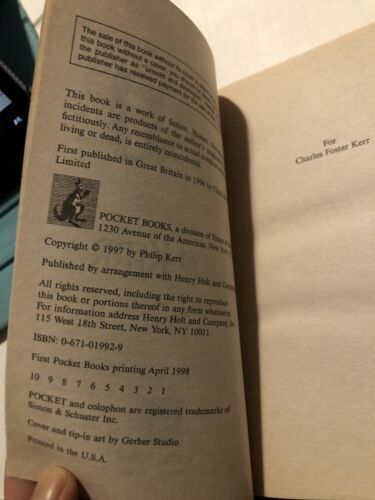 The sale of this book without its cover
this book without a cover, you should
the publisher as "unsold and destroyed."
publisher has received payment for the
This book is a work of fiction. Names,
incidents are products of the author's
fictitiously. Any resemblance to actual events or
living or dead, is entirely coincidental.
First published in Great Britain in
Limited
POCKET BOOKS, a division of Simon &
1230 Avenue of the Americas, New York,
Copyright © 1997 by Philip Kerr
Published by arrangement with Henry Holt and
All rights reserved, including the right to reproduce
this book or portions thereof in any form whatsoever.
For information address Henry Holt and Company, Inc.
115 West 18th Street, New York, NY 10011
ISBN: 0-671-01992-9
First Pocket Books printing April 1998
10 9 8 7 6 5 4 3 2 1
POCKET and colophon are registered trademarks of
Simon & Schuster Inc.
Cover and tip-in art by Gerber Studio
Printed in the U.S.A.
For
Charles Foster Kerr